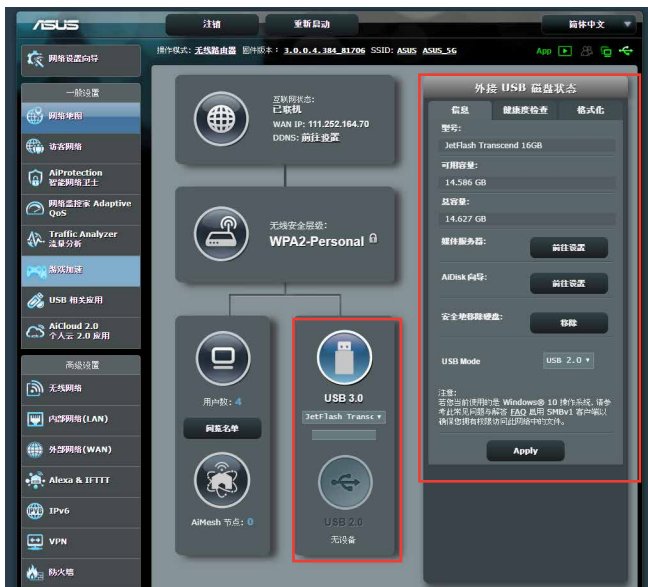 ASUS
注销
重新启动
简体中文
操作模式: 无线路由器 固件版本: 3.0.0.4.384_81706 SSID: ASUS ASUS_5G
App
网络设置向导
一般设置
网络地图
访客网络
AiProtection
智能网络卫士
网络监控家 Adaptive
QoS
Traffic Analyzer
流量分析
游戏加速
USB 相关应用
AiCloud 2.0
个人云 2.0 应用
高级设置
无线网络
内部网络(LAN)
外部网络(WAN)
Alexa & IFTTT
IPv6
VPN
防火墙
互联网状态:
已联机
WAN IP: 111.252.164.70
DDNS: 前往设置
无线安全层级:
WPA2-Personal
用户数: 4
阅览名单
AiMesh 节点: 0
USB 3.0
JetFlash Transc
USB 2.0
无设备
外接 USB 磁盘状态
信息
健康度检查
格式化
型号:
JetFlash Transcend 16GB
可用容量:
14.586 GB
总容量:
14.627 GB
媒体服务器:
前往设置
AiDisk 向导:
前往设置
安全地移除硬盘:
移除
USB Mode
USB 2.0
注意:
若您当前使用的是 Windows® 10 操作系统, 请参
考此常见问题与解答 FAQ 启用 SMBv1 客户端以
确保您拥有权限访问此网络中的文件。
Apply